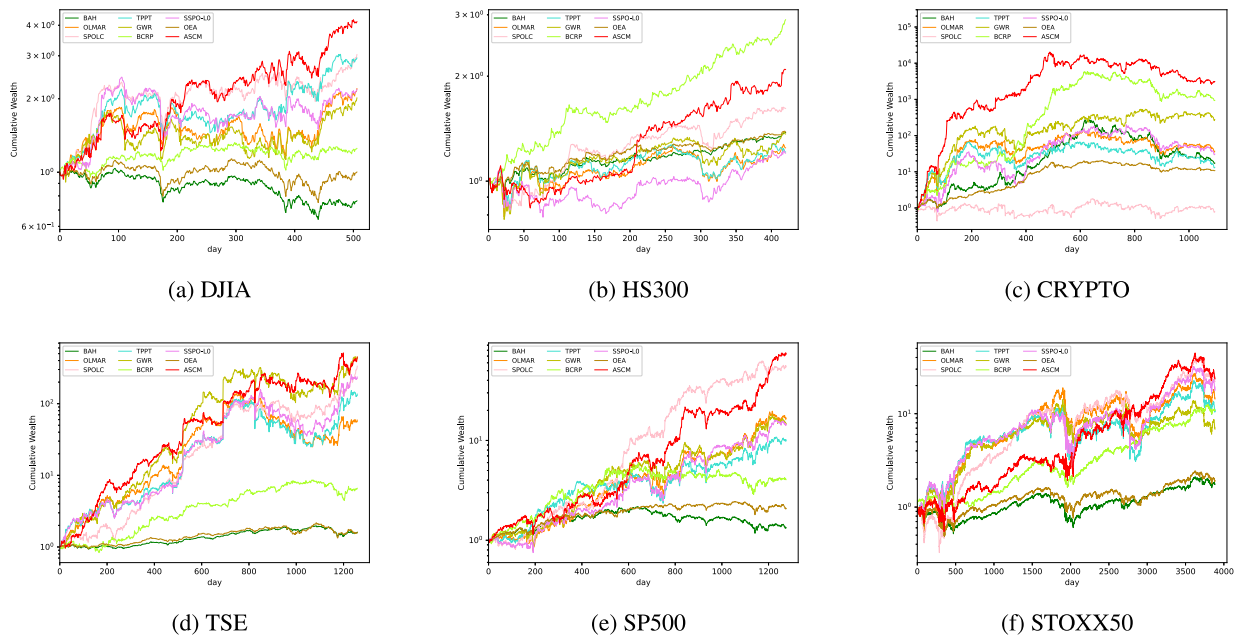 BAH TPPT SSPO-L0
OLMAR GWR OEA
SPOLC BCRP ASCM
4 × 10⁰
3 × 10⁰
2 × 10⁰
10⁰
6 × 10⁻¹
Cumulative Wealth
0 100 200 300 400 500
day
(a) DJIA
BAH TPPT SSPO-L0
OLMAR GWR OEA
SPOLC BCRP ASCM
3 × 10⁰
2 × 10⁰
10⁰
Cumulative Wealth
0 50 100 150 200 250 300 350 400
day
(b) HS300
BAH TPPT SSPO-L0
OLMAR GWR OEA
SPOLC BCRP ASCM
10⁵
10⁴
10³
10²
10¹
10⁰
Cumulative Wealth
0 200 400 600 800 1000
day
(c) CRYPTO
BAH TPPT SSPO-L0
OLMAR GWR OEA
SPOLC BCRP ASCM
10²
10¹
10⁰
Cumulative Wealth
0 200 400 600 800 1000 1200
day
(d) TSE
BAH TPPT SSPO-L0
OLMAR GWR OEA
SPOLC BCRP ASCM
10¹
10⁰
Cumulative Wealth
0 200 400 600 800 1000 1200
day
(e) SP500
BAH TPPT SSPO-L0
OLMAR GWR OEA
SPOLC BCRP ASCM
10¹
10⁰
Cumulative Wealth
0 500 1000 1500 2000 2500 3000 3500 4000
day
(f) STOXX50